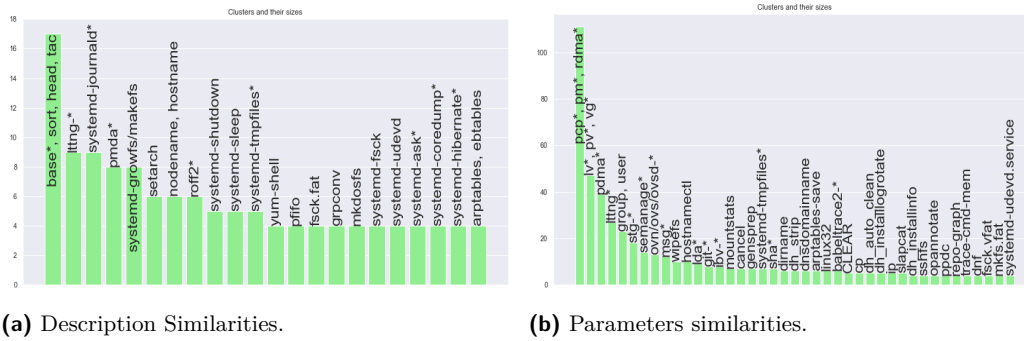 Clusters and their sizes
18
16
14
12
10
8
6
4
2
0
base*, sort, head, tac
lttng-*
systemd-journald*
pmda*
systemd-growfs/makefs
setarch
nodename, hostname
roff2*
systemd-shutdown
systemd-sleep
systemd-tmpfiles*
yum-shell
pfifo
fsck.fat
grpconv
mkdosfs
systemd-fsck
systemd-udevd
systemd-ask*
systemd-coredump*
systemd-hibernate*
arptables, ebtables
(a) Description Similarities.
Clusters and their sizes
100
80
60
40
20
0
pcp*, pm*, rdma*
lv*, pv*, vg*
pdma*
lttng*
group, user
stg-*
semanage*
ovn/ovs/ovsd-*
msg*
wipefs
hostnamectl
lda*
git-*
ibv-*
mountstats
cancel
gensprep
systemd-tmpfiles*
sha*
dirname
dh_strip
dnsdomainname
arptables-save
linux32
babeltrace2-*
CLEAR
cp
dh_auto_clean
dh_installlogrotate
ip
slapcat
dh_installinfo
sshfs
opannotate
ppdc
repo-graph
trace-cmd-mem
dnf
fsck.vfat
mkfs.fat
systemd-udevd.service
(b) Parameters similarities.